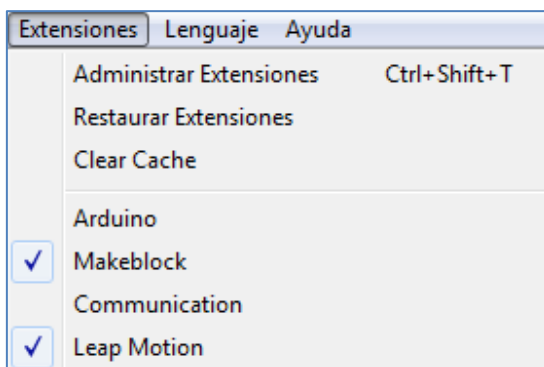 Extensiones Lenguaje Ayuda
Administrar Extensiones Ctrl+Shift+T
Restaurar Extensiones
Clear Cache
Arduino
Makeblock
Communication
Leap Motion